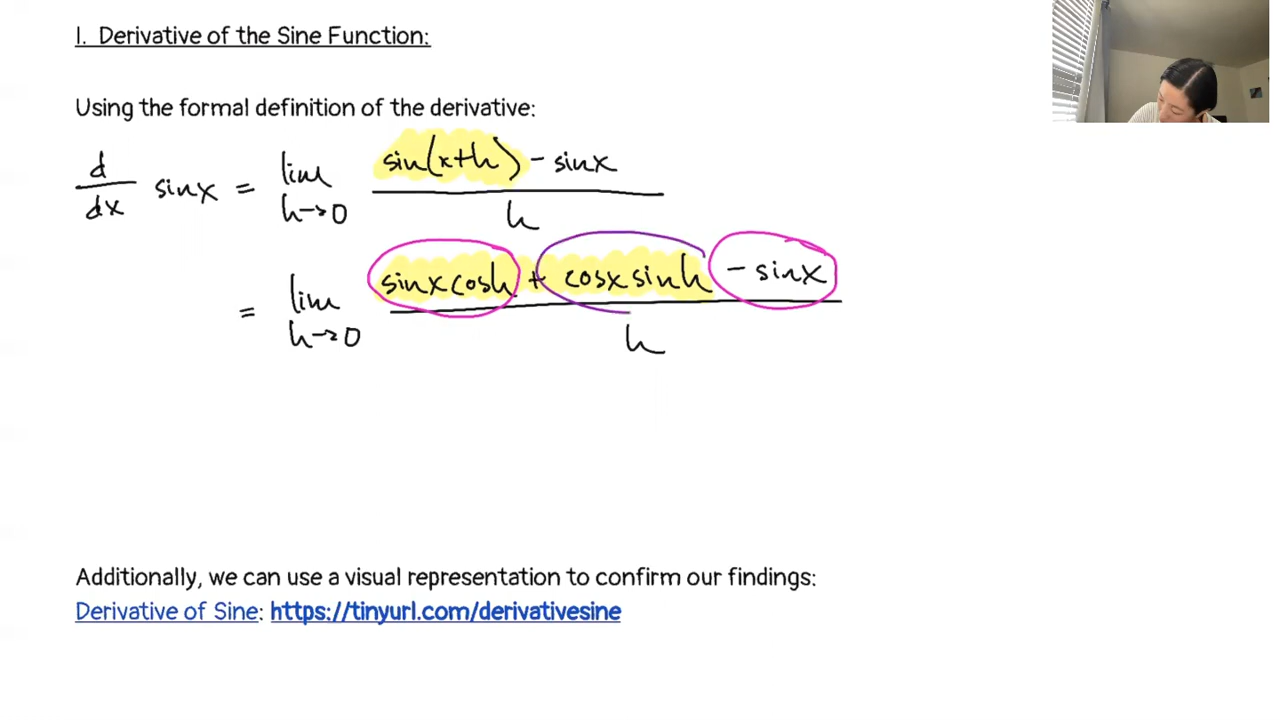 I. Derivative of the Sine Function:
Using the formal definition of the derivative:
d/dx sinx = lim h→0 (sin(x+h) - sinx)/h
= lim h→0 (sinxcosh + cosxsinh - sinx)/h
Additionally, we can use a visual representation to confirm our findings:
Derivative of Sine: https://tinyurl.com/derivativesine